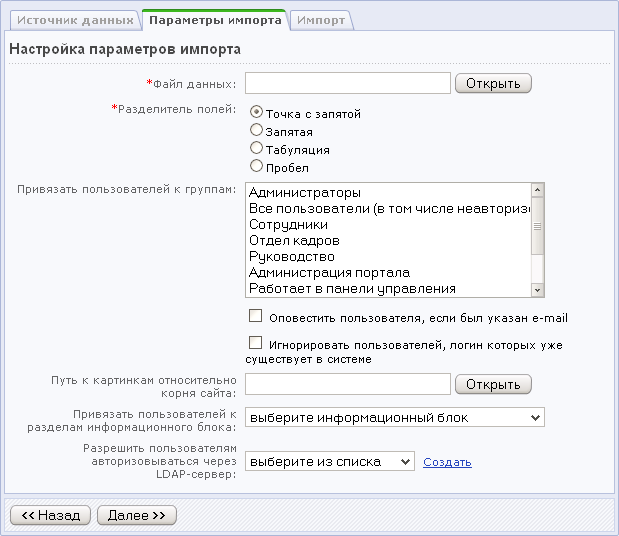 Источник данных Параметры импорта Импорт
Настройка параметров импорта
*Файл данных: Открыть
*Разделитель полей: Точка с запятой
Запятая
Табуляция
Пробел
Привязать пользователей к группам: Администраторы
Все пользователи (в том числе
Сотрудники
Отдел кадров
Руководство
Администрация портала
Работает в панели управления
Оповестить пользователя, если был указан e-mail
Игнорировать пользователей, логин которых уже
существует в системе
Путь к картинкам относительно
корня сайта: Открыть
Привязать пользователей к
разделам информационного блока: выберите информационный блок
Разрешить пользователям
авторизовываться через
LDAP-сервер: выберите из списка Создать
<< Назад Далее >>